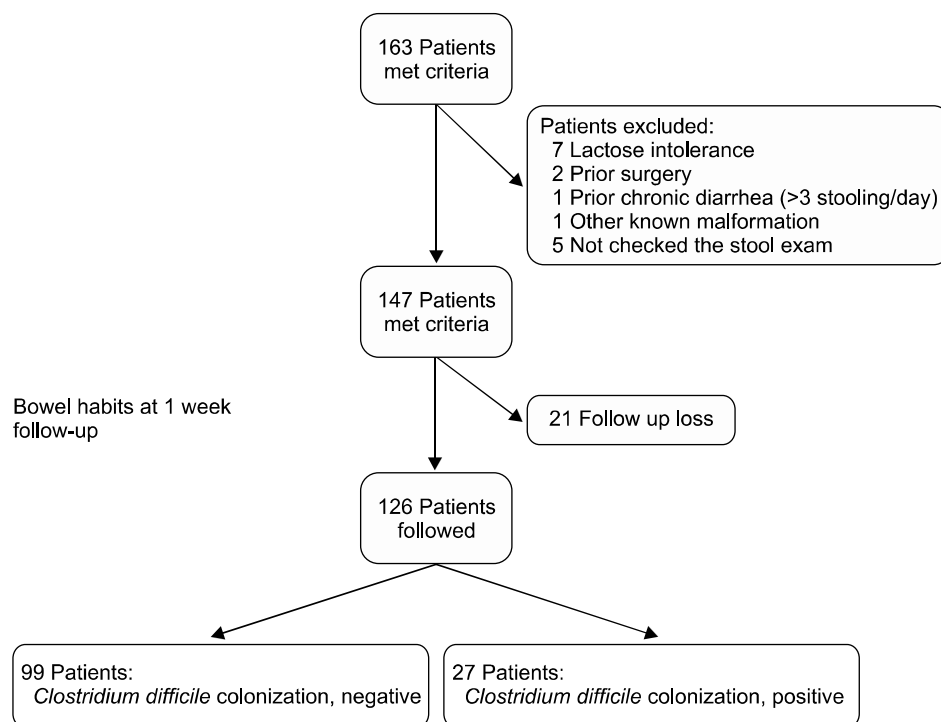 163 Patients
met criteria
Patients excluded:
7 Lactose intolerance
2 Prior surgery
1 Prior chronic diarrhea (>3 stooling/day)
1 Other known malformation
5 Not checked the stool exam
147 Patients
met criteria
Bowel habits at 1 week
follow-up
21 Follow up loss
126 Patients
followed
99 Patients:
Clostridium difficile colonization, negative
27 Patients:
Clostridium difficile colonization, positive